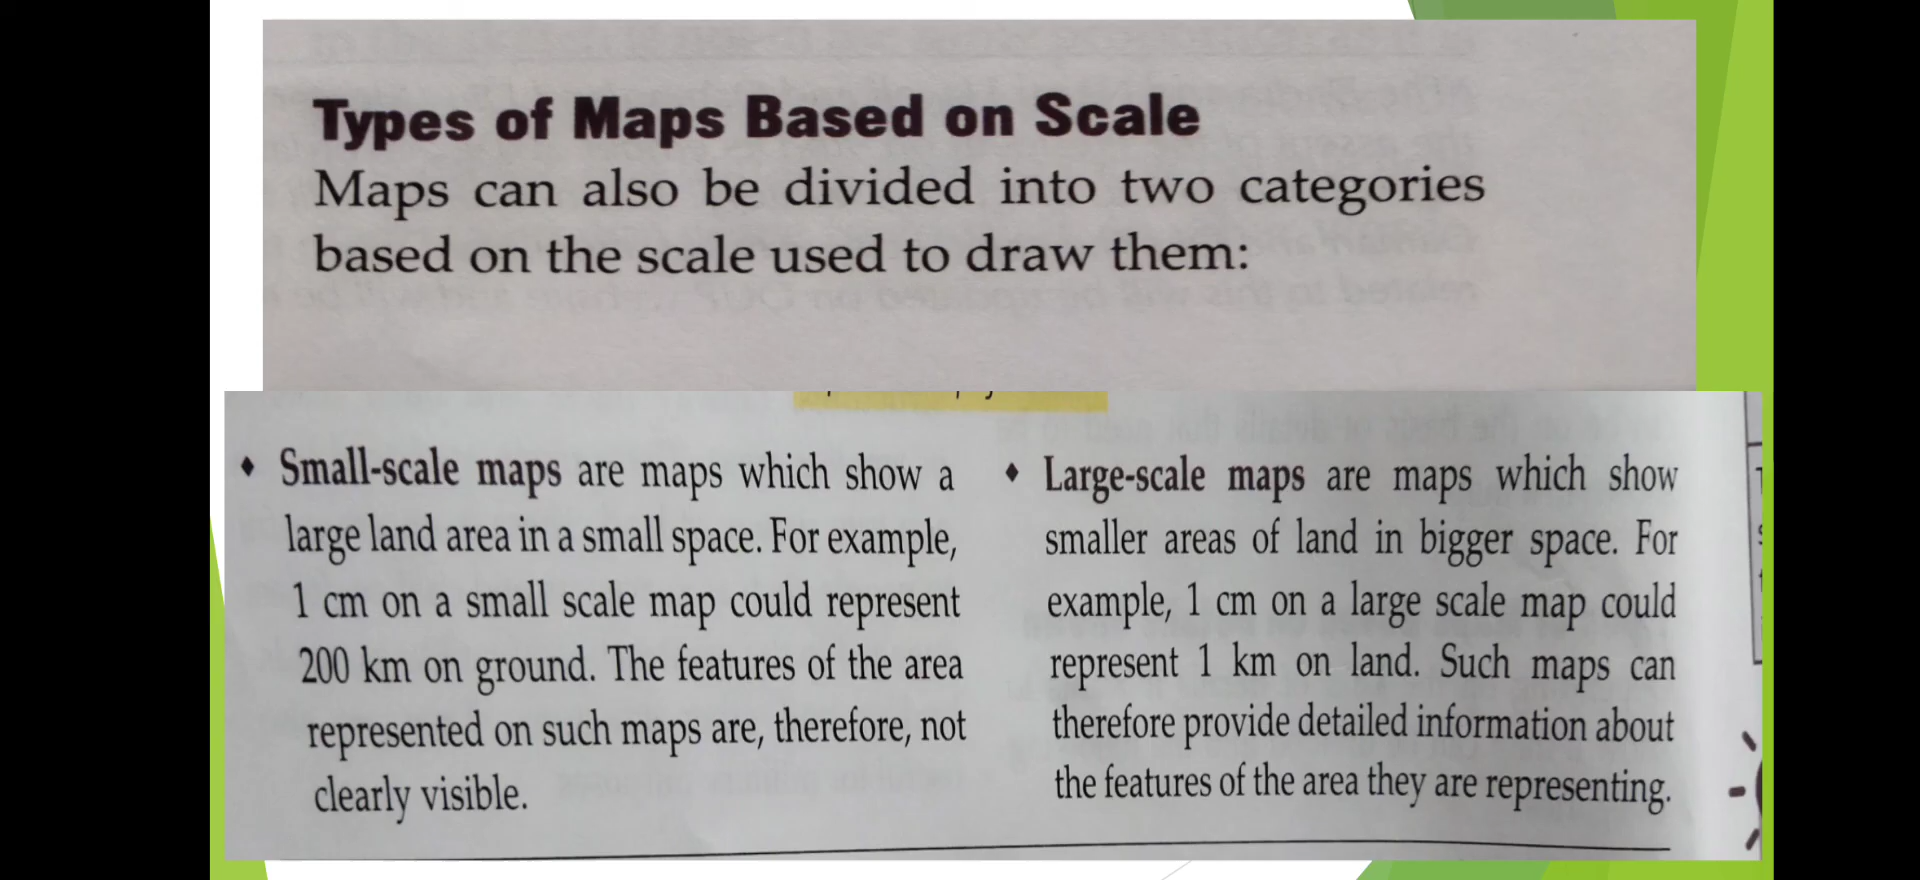 Types of Maps Based on Scale
Maps can also be divided into two categories
based on the scale used to draw them:
♦ Small-scale maps are maps which show a
large land area in a small space. For example,
1 cm on a small scale map could represent
200 km on ground. The features of the area
represented on such maps are, therefore, not
clearly visible.
♦ Large-scale maps are maps which show
smaller areas of land in bigger space. For
example, 1 cm on a large scale map could
represent 1 km on land. Such maps can
therefore provide detailed information about
the features of the area they are representing.